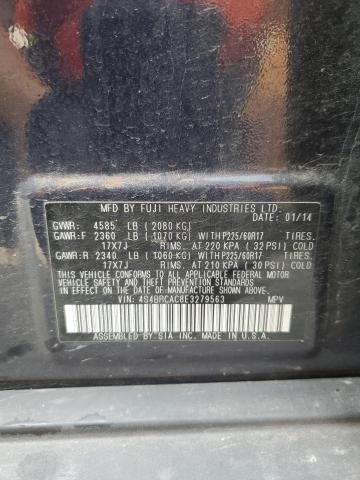 MFD BY FUJI HEAVY INDUSTRIES LTD.
DATE: 01/14
GVWR: 4585 LB (2080 KG)
GAWR:F 2360 LB (1070 KG) WITH P225/60R17 TIRES.
17X7J RIMS. AT 220 KPA (32 PSI) COLD
GAWR:R 2340 LB (1060 KG) WITH P225/60R17 TIRES.
17X7J RIMS. AT 210 KPA (30 PSI) COLD
THIS VEHICLE CONFORMS TO ALL APPLICABLE FEDERAL MOTOR
VEHICLE SAFETY, BUMPER, AND THEFT PREVENTION STANDARDS
IN EFFECT ON THE DATE OF MANUFACTURE SHOWN ABOVE.
VIN: 4S4BRCAC8E3279563 MPV
ASSEMBLED BY SIA INC. MADE IN U.S.A.